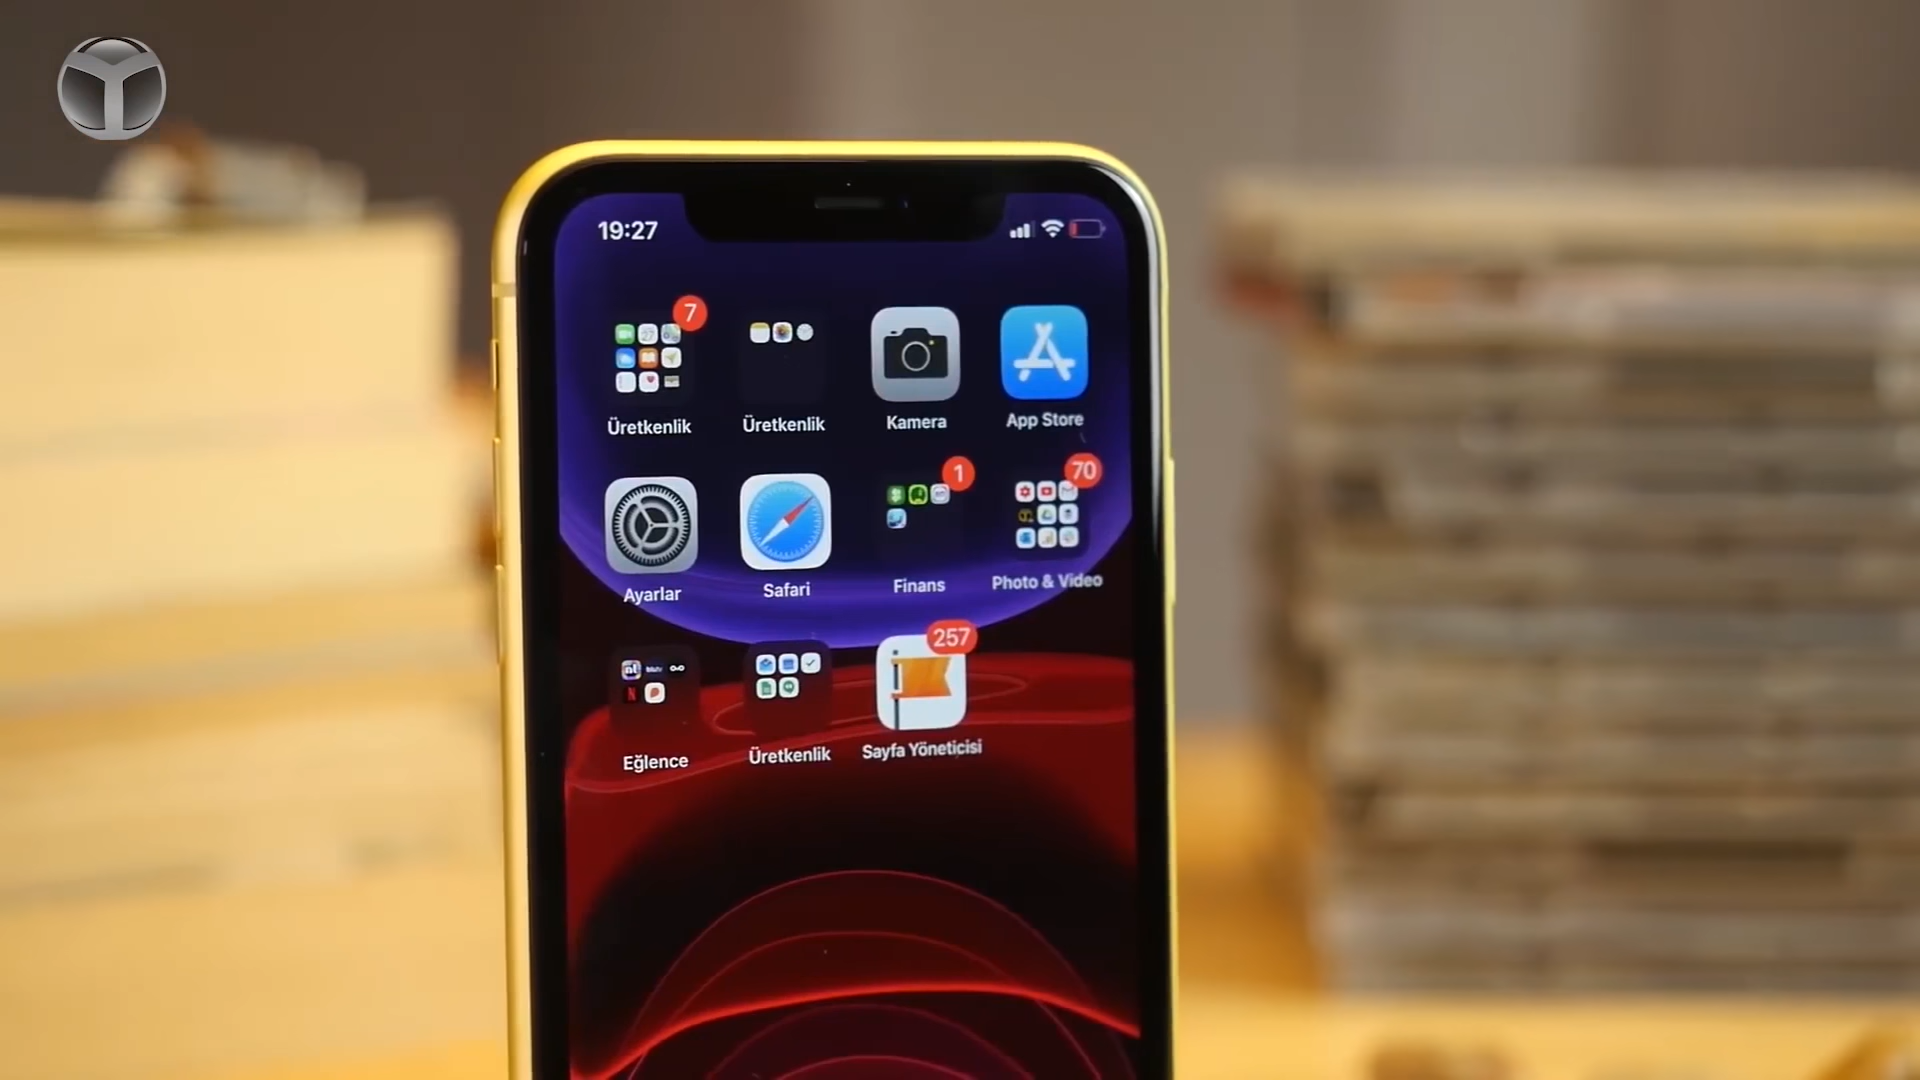 19:27
7
Üretkenlik
Üretkenlik
Kamera
App Store
1
70
Ayarlar
Safari
Finans
Photo & Video
257
Eğlence
Üretkenlik
Sayfa Yöneticisi